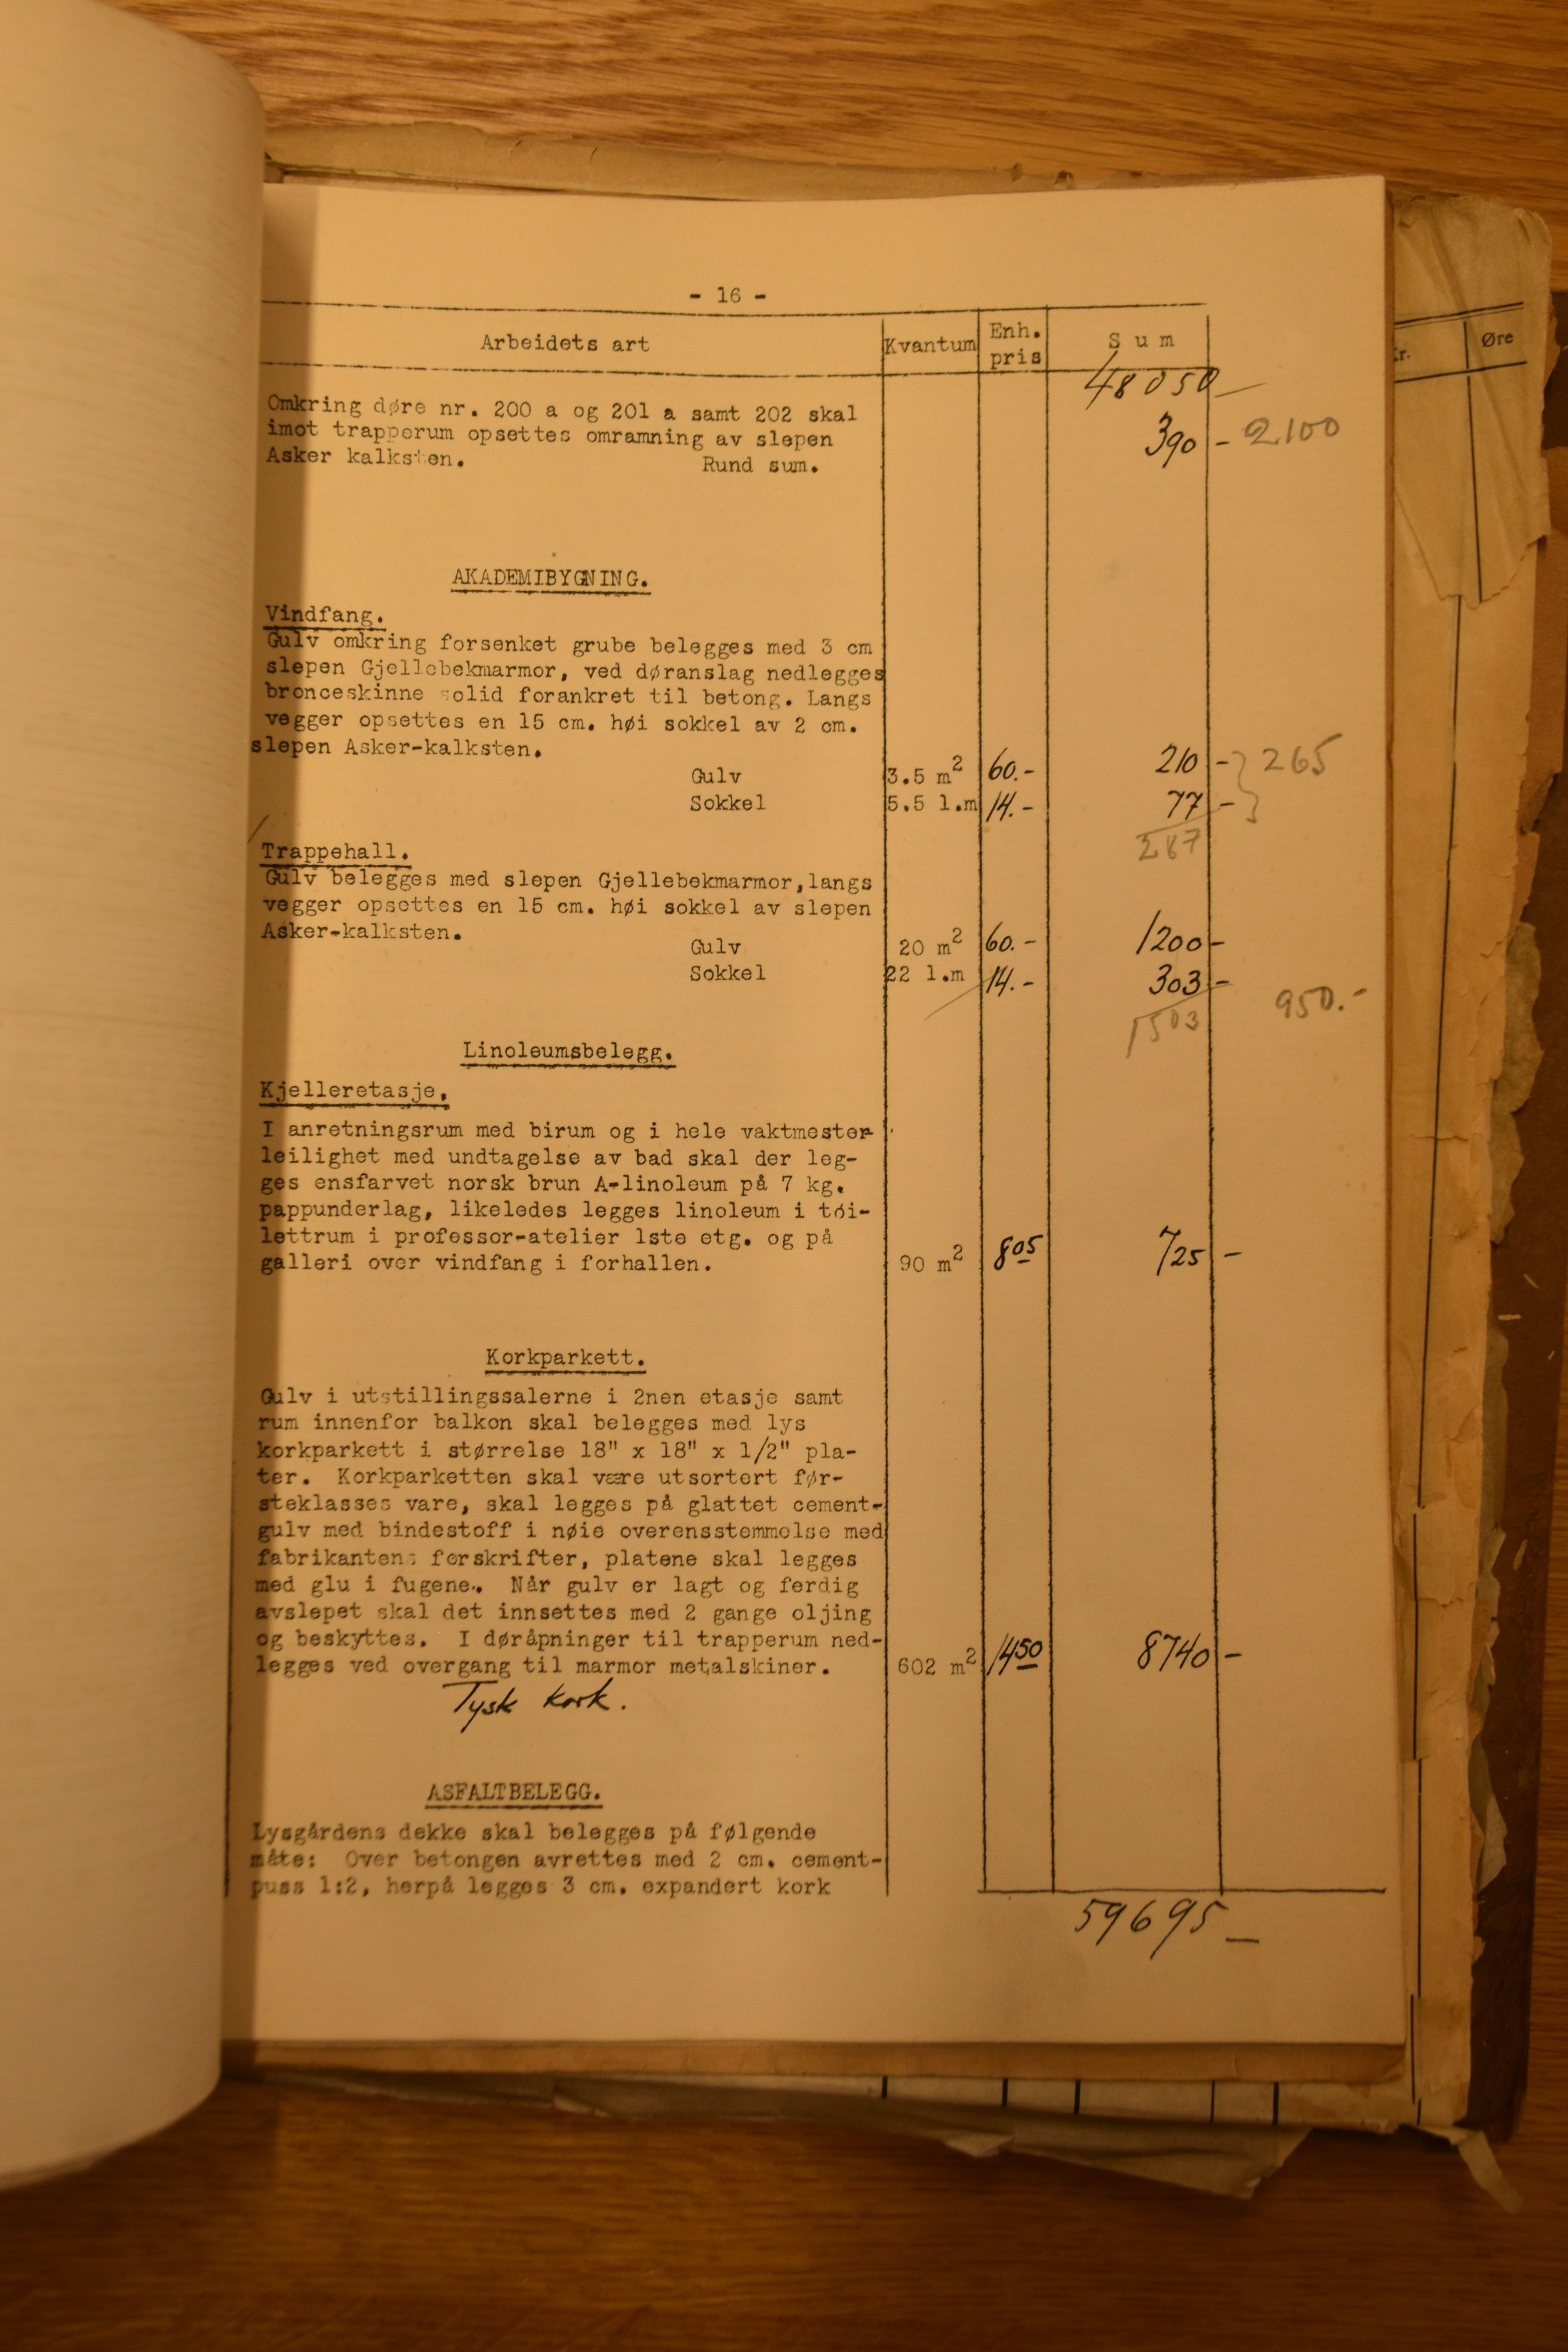 - 16 -
Arbeidets art Kvantum Enh. pris Sum
Kr. Øre
48050 -
Omkring døre nr. 200 a og 201 a samt 202 skal
imot trapperum opsettes omramning av slepen
Asker kalksten. Rund sum. 390 - 2100
AKADEMIBYGNING.
Vindfang.
Gulv omkring forsenket grube belegges med 3 cm
slepen Gjellebekmarmor, ved døranslag nedlegges
bronceskinne solid forankret til betong. Langs
vegger opsettes en 15 cm. høi sokkel av 2 cm.
slepen Asker-kalksten.
Gulv 3.5 m2 60.- 210 - 265
Sokkel 5.5 l.m 14.- 77 -
287
Trappehall.
Gulv belegges med slepen Gjellebekmarmor,langs
vegger opsettes en 15 cm. høi sokkel av slepen
Asker-kalksten.
Gulv 20 m2 60.- 1200 -
Sokkel 22 l.m 14.- 303 - 950.-
1503
Linoleumsbelegg.
Kjelleretasje.
I anretningsrum med birum og i hele vaktmester-
leilighet med undtagelse av bad skal der leg-
ges ensfarvet norsk brun A-linoleum på 7 kg.
pappunderlag, likeledes legges linoleum i tói-
lettrum i professor-atelier 1ste etg. og på
galleri over vindfang i forhallen. 90 m2 805 725 -
Korkparkett.
Gulv i utstillingssalerne i 2nen etasje samt
rum innenfor balkon skal belegges med lys
korkparkett i størrelse 18" x 18" x 1/2" pla-
ter. Korkparketten skal være utsortert før-
steklasses vare, skal legges på glattet cement-
gulv med bindestoff i nøie overensstemmelse med
fabrikantens forskrifter, platene skal legges
med glu i fugene. Når gulv er lagt og ferdig
avslepet skal det innsettes med 2 gange oljing
og beskyttes. I døråpninger til trapperum ned-
legges ved overgang til marmor metalskiner. 602 m2 1450 8740 -
Tysk kork.
ASFALTBELEGG.
Lysgårdens dekke skal belegges på følgende
måte: Over betongen avrettes med 2 cm. cement-
puss 1:2, herpå legges 3 cm. expandert kork
59695 -